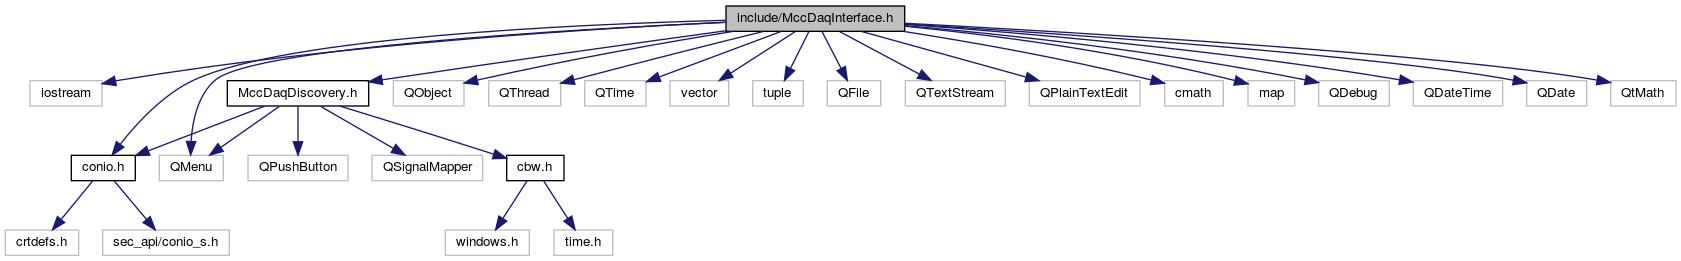 include/MccDaqInterface.h
iostream
MccDaqDiscovery.h
QObject
QThread
QTime
vector
tuple
QFile
QTextStream
QPlainTextEdit
cmath
map
QDebug
QDateTime
QDate
QtMath
conio.h
QMenu
QPushButton
QSignalMapper
cbw.h
crtdefs.h
sec_api/conio_s.h
windows.h
time.h